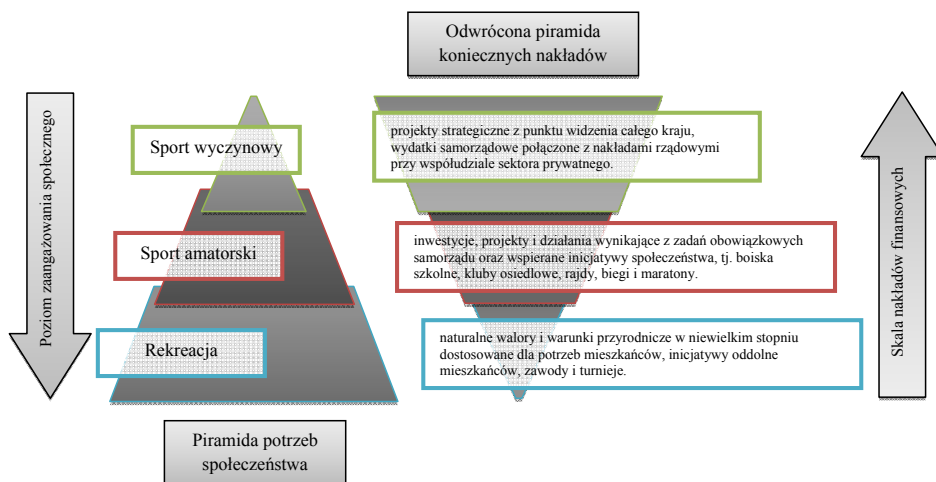 Odwrócona piramida
koniecznych nakładów
Poziom zaangażowania społecznego
Sport wyczynowy
projekty strategiczne z punktu widzenia całego kraju,
wydatki samorządowe połączone z nakładami rządowymi
przy współudziale sektora prywatnego.
Sport amatorski
inwestycje, projekty i działania wynikające z zadań obowiązkowych
samorządu oraz wspierane inicjatywy społeczeństwa, tj. boiska
szkolne, kluby osiedlowe, rajdy, biegi i maratony.
Rekreacja
naturalne walory i warunki przyrodnicze w niewielkim stopniu
dostosowane dla potrzeb mieszkańców, inicjatywy oddolne
mieszkańców, zawody i turnieje.
Skala nakładów finansowych
Piramida potrzeb
społeczeństwa